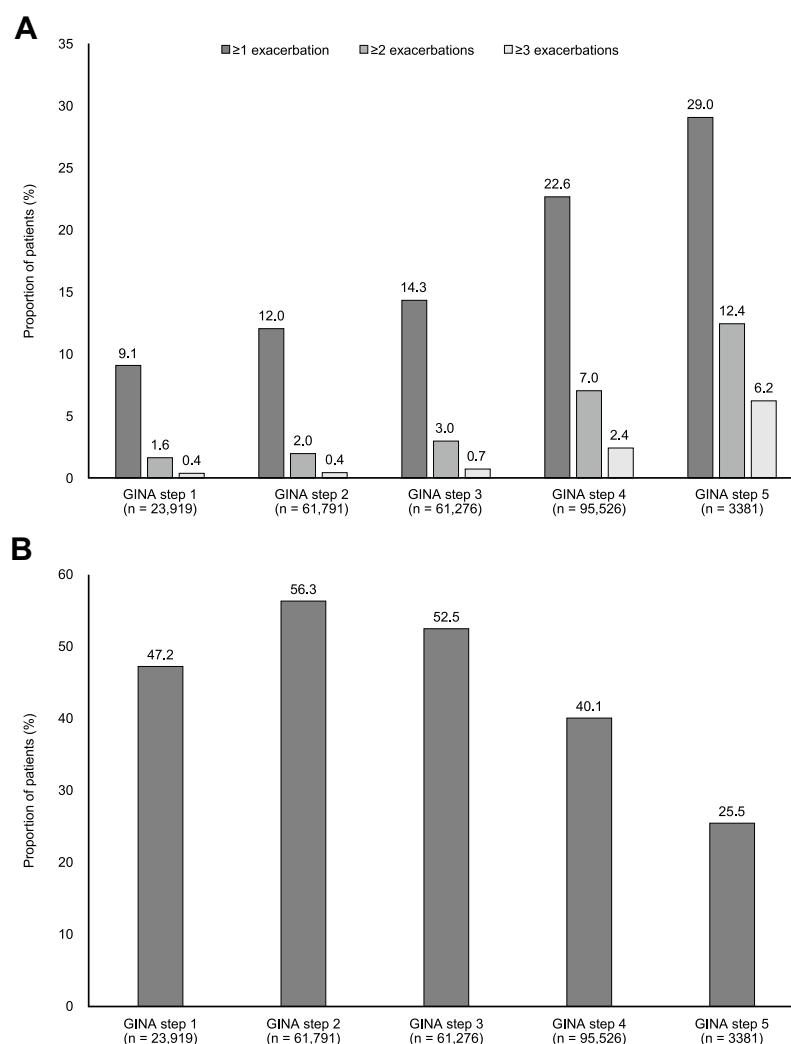 A
≥1 exacerbation ≥2 exacerbations ≥3 exacerbations
Proportion of patients (%)
35
30
25
20
15
10
5
0
9.1
1.6
0.4
12.0
2.0
0.4
14.3
3.0
0.7
22.6
7.0
2.4
29.0
12.4
6.2
GINA step 1
(n = 23,919)
GINA step 2
(n = 61,791)
GINA step 3
(n = 61,276)
GINA step 4
(n = 95,526)
GINA step 5
(n = 3381)
B
Proportion of patients (%)
60
50
40
30
20
10
0
47.2
56.3
52.5
40.1
25.5
GINA step 1
(n = 23,919)
GINA step 2
(n = 61,791)
GINA step 3
(n = 61,276)
GINA step 4
(n = 95,526)
GINA step 5
(n = 3381)